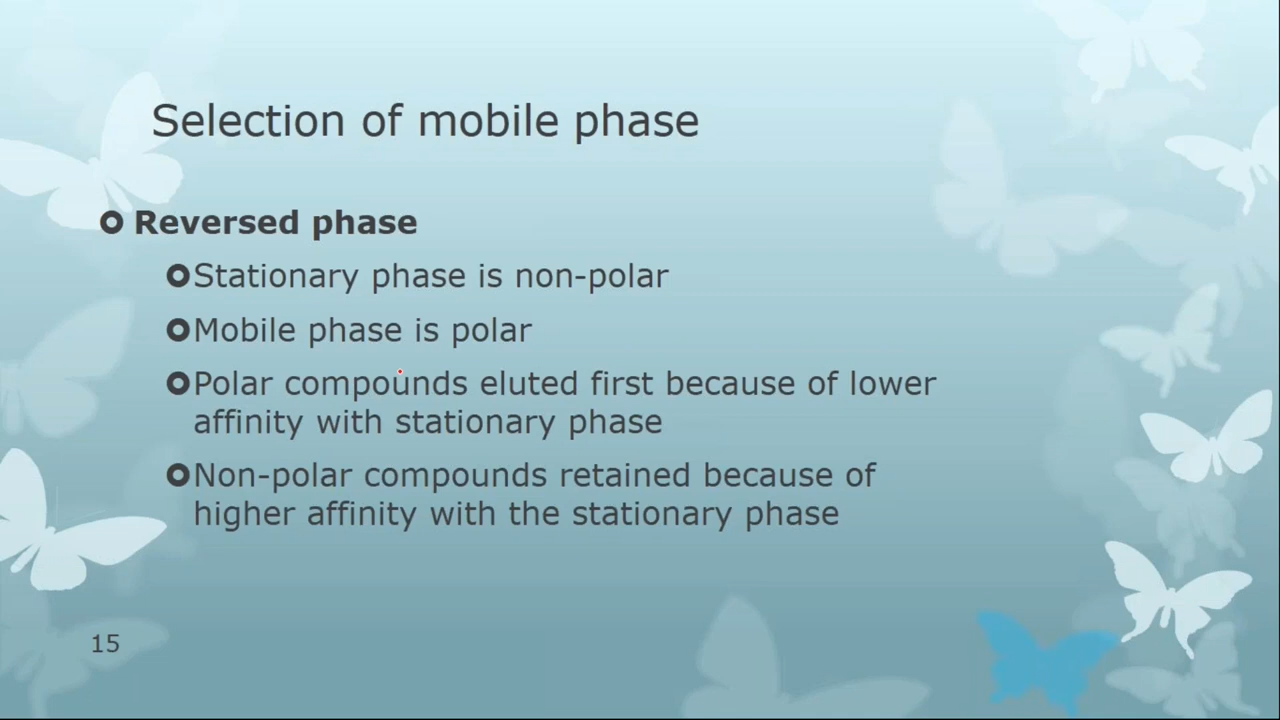 Selection of mobile phase
Reversed phase
Stationary phase is non-polar
Mobile phase is polar
Polar compounds eluted first because of lower
affinity with stationary phase
Non-polar compounds retained because of
higher affinity with the stationary phase
15